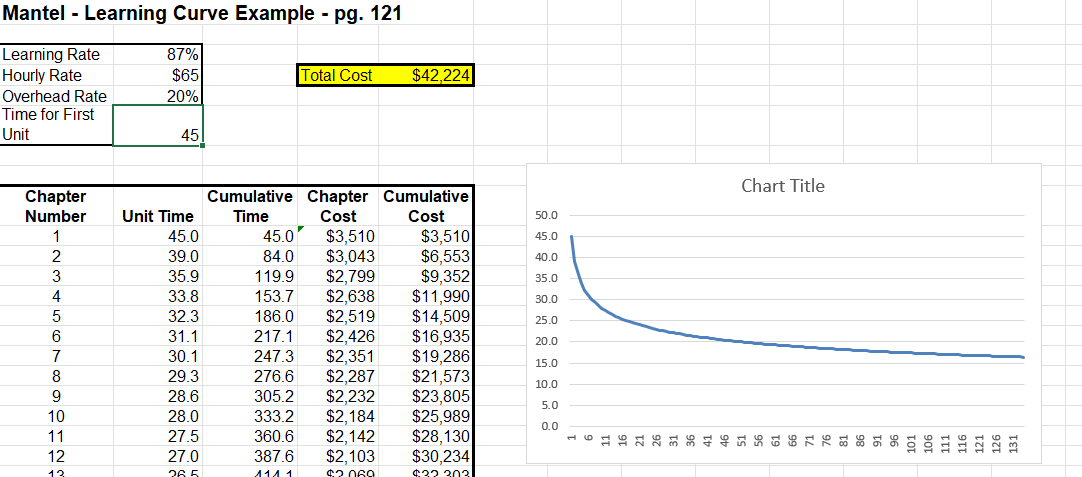 Mantel - Learning Curve Example - pg. 121
Learning Rate 87%
Hourly Rate $65 Total Cost $42,224
Overhead Rate 20%
Time for First
Unit 45
Chapter Cumulative Chapter Cumulative
Number Unit Time Time Cost Cost
1 45.0 45.0 $3,510 $3,510
2 39.0 84.0 $3,043 $6,553
3 35.9 119.9 $2,799 $9,352
4 33.8 153.7 $2,638 $11,990
5 32.3 186.0 $2,519 $14,509
6 31.1 217.1 $2,426 $16,935
7 30.1 247.3 $2,351 $19,286
8 29.3 276.6 $2,287 $21,573
9 28.6 305.2 $2,232 $23,805
10 28.0 333.2 $2,184 $25,989
11 27.5 360.6 $2,142 $28,130
12 27.0 387.6 $2,103 $30,234
13 26.5 414.1 $2,069 $32,303
Chart Title
50.0
45.0
40.0
35.0
30.0
25.0
20.0
15.0
10.0
5.0
0.0
1 6 11 16 21 26 31 36 41 46 51 56 61 66 71 76 81 86 91 96 101 106 111 116 121 126 131